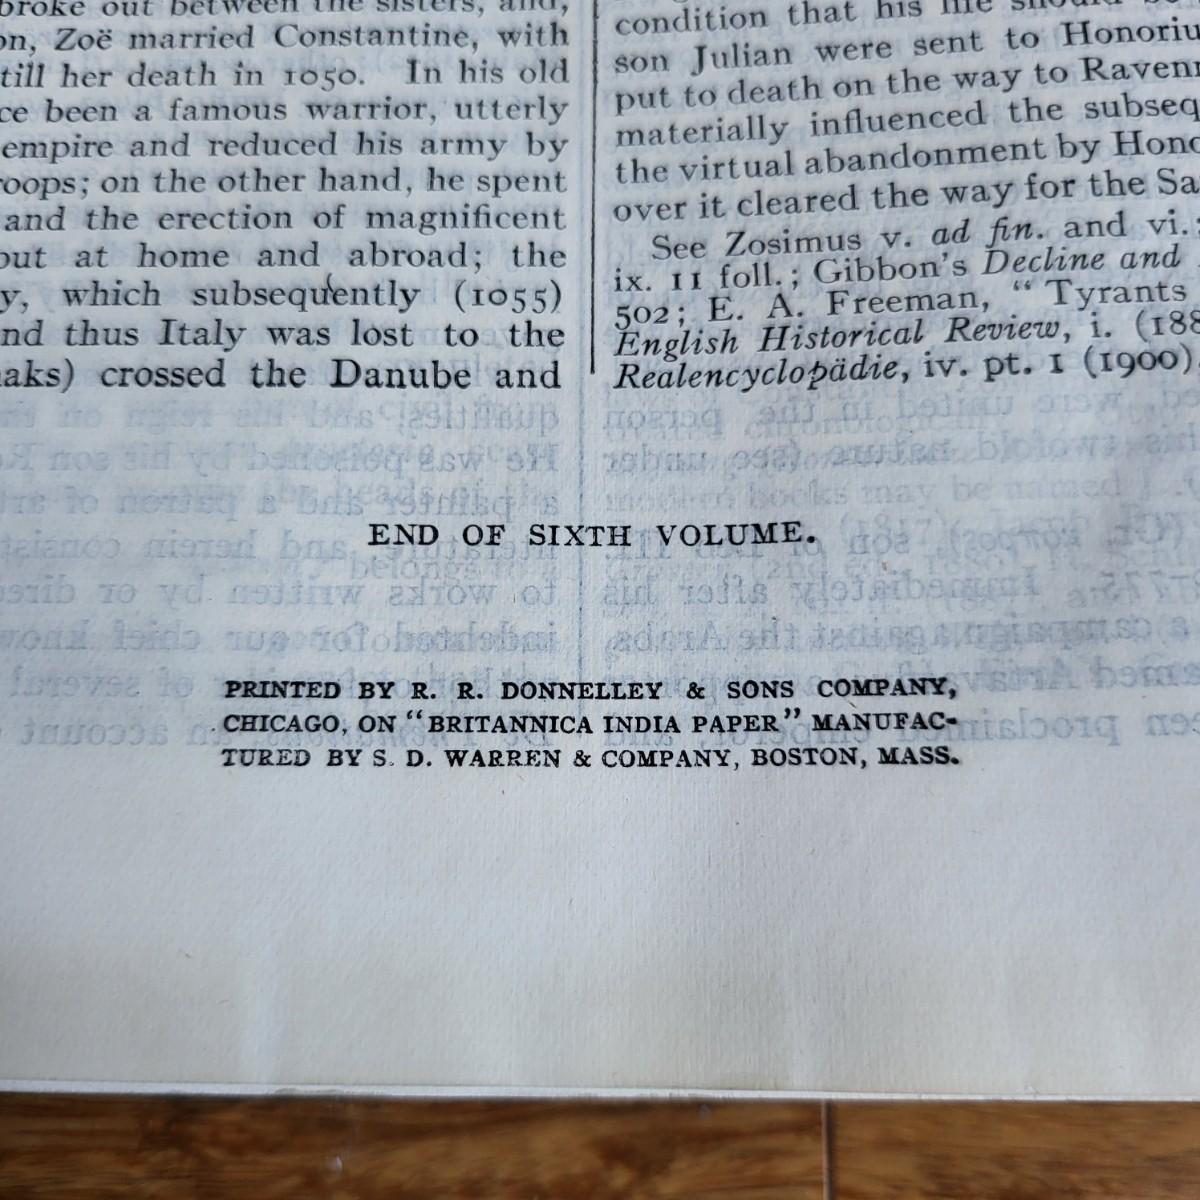 broke out between the sisters, and,
on, Zoë married Constantine, with
till her death in 1050. In his old
ce been a famous warrior, utterly
empire and reduced his army by
roops; on the other hand, he spent
and the erection of magnificent
out at home and abroad; the
y, which subsequently (1055)
nd thus Italy was lost to the
aks) crossed the Danube and
condition that his life should be
son Julian were sent to Honoriu
put to death on the way to Ravenn
materially influenced the subseq
the virtual abandonment by Hono
over it cleared the way for the Sa
See Zosimus v. ad fin. and vi.
ix. 11 foll.; Gibbon's Decline and
502; E. A. Freeman, "Tyrants
English Historical Review, i. (188
Realencyclopädie, iv. pt. 1 (1900)
END OF SIXTH VOLUME.
PRINTED BY R. R. DONNELLEY & SONS COMPANY,
CHICAGO, ON "BRITANNICA INDIA PAPER" MANUFAC-
TURED BY S. D. WARREN & COMPANY, BOSTON, MASS.